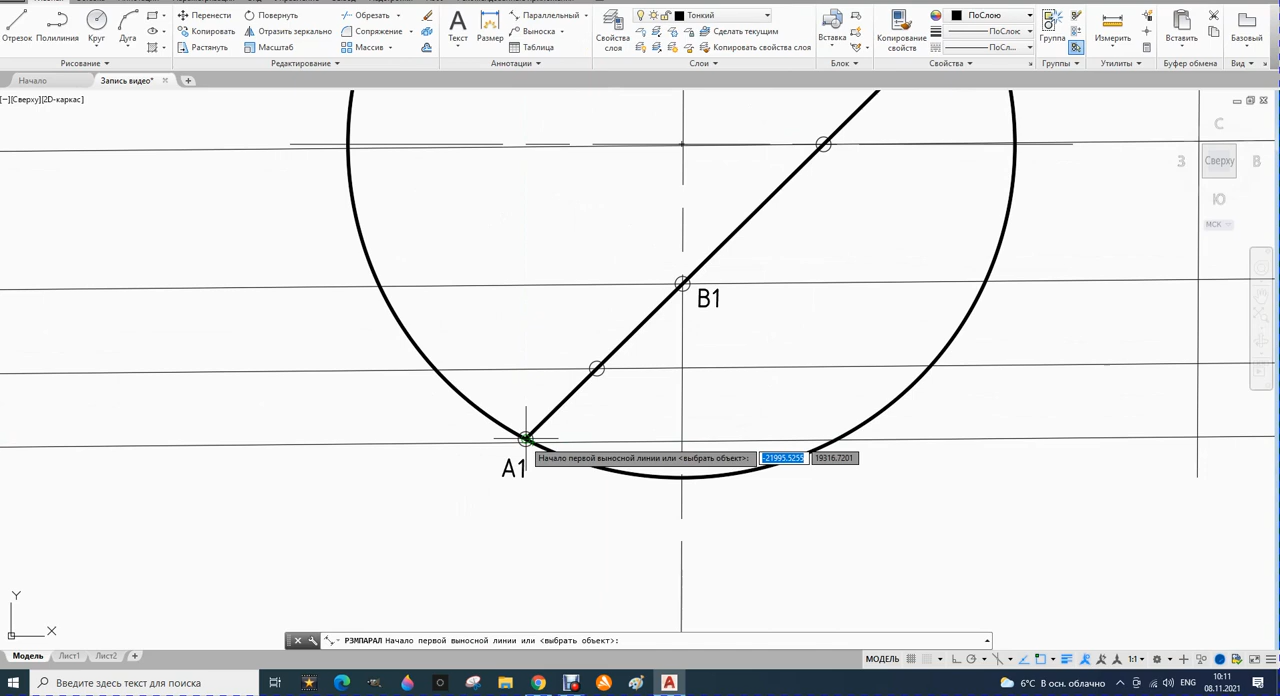 Отрезок
Полилиния
Круг
Дуга
Перенести
Поворот
Обрезать
Копировать
Отразить зеркально
Сопряжение
Растянуть
Масштаб
Массив
Текст
Размер
Параллельный
Выноска
Таблица
Свойства
слоя
Тонкий
Сделать текущим
Копировать свойства слоя
Вставка
Копирование
свойств
ПоСлою
ПоСлок...
ПоСл...
Группа
Измерить
Вставить
Базовый
Рисование
Редактирование
Аннотации
Слои
Блок
Свойства
Группы
Утилиты
Буфер обмена
Вид
Начало
Запись видео*
[−][Сверху][2D-каркас]
С
З
Сверху
В
Ю
МСК
B1
A1
Начало первой выносной линии или <выбрать объект>:
-21995.5255
19316.7201
Y
X
РЗМПАРАЛ Начало первой выносной линии или <выбрать объект>:
Модель
Лист1
Лист2
МОДЕЛЬ
1:1
Введите здесь текст для поиска
6°C В осн. облачно
ENG
10:11
08.11.2021